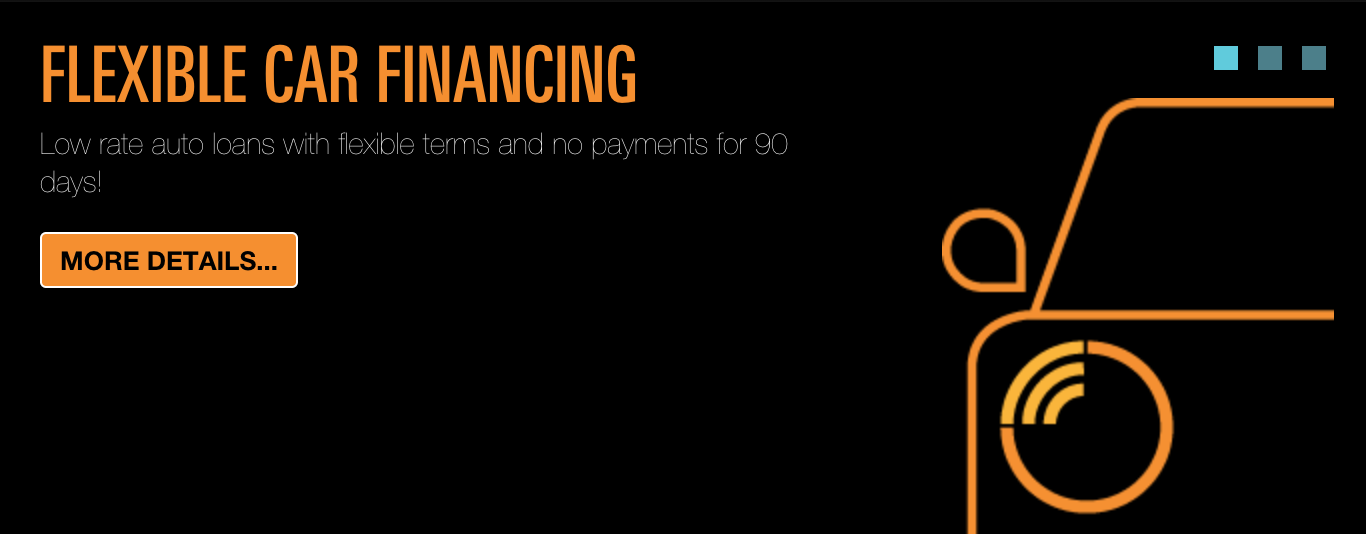 FLEXIBLE CAR FINANCING
Low rate auto loans with flexible terms and no payments for 90
days!
MORE DETAILS...